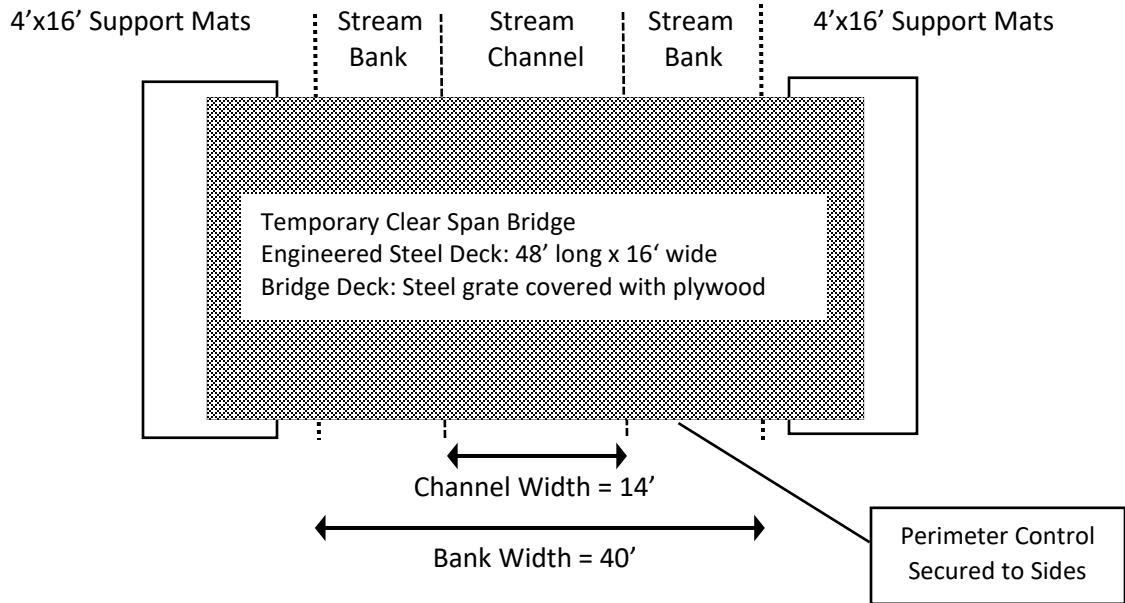 4’x16’ Support Mats
Stream
Bank
Stream
Channel
Stream
Bank
4’x16’ Support Mats
Temporary Clear Span Bridge
Engineered Steel Deck: 48’ long x 16‘ wide
Bridge Deck: Steel grate covered with plywood
Channel Width = 14’
Bank Width = 40’
Perimeter Control
Secured to Sides